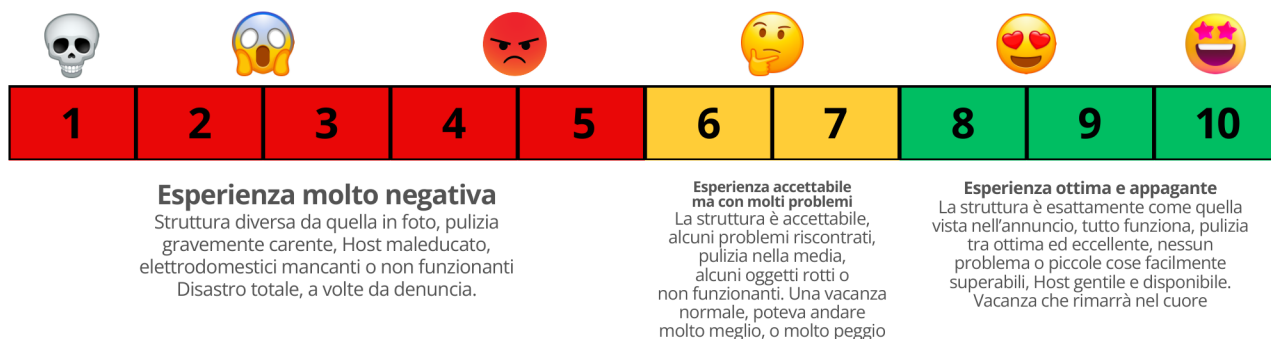 1 2 3 4 5 6 7 8 9 10
Esperienza molto negativa
Struttura diversa da quella in foto, pulizia
gravemente carente, Host maleducato,
elettrodomestici mancanti o non funzionanti
Disastro totale, a volte da denuncia.
Esperienza accettabile
ma con molti problemi
La struttura è accettabile,
alcuni problemi riscontrati,
pulizia nella media,
alcuni oggetti rotti o
non funzionanti. Una vacanza
normale, poteva andare
molto meglio, o molto peggio
Esperienza ottima e appagante
La struttura è esattamente come quella
vista nell’annuncio, tutto funziona, pulizia
tra ottima ed eccellente, nessun
problema o piccole cose facilmente
superabili, Host gentile e disponibile.
Vacanza che rimarrà nel cuore